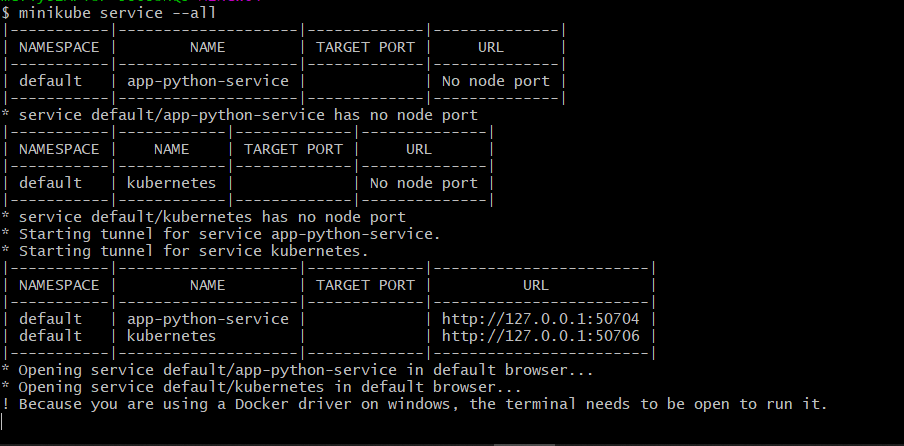 $ minikube service --all
|-----------|--------------------|-------------|--------------|
| NAMESPACE |        NAME        | TARGET PORT |     URL      |
|-----------|--------------------|-------------|--------------|
| default   | app-python-service |             | No node port |
|-----------|--------------------|-------------|--------------|
* service default/app-python-service has no node port
|-----------|------------|-------------|--------------|
| NAMESPACE |    NAME    | TARGET PORT |     URL      |
|-----------|------------|-------------|--------------|
| default   | kubernetes |             | No node port |
|-----------|------------|-------------|--------------|
* service default/kubernetes has no node port
* Starting tunnel for service app-python-service.
* Starting tunnel for service kubernetes.
|-----------|--------------------|-------------|------------------------|
| NAMESPACE |        NAME        | TARGET PORT |          URL           |
|-----------|--------------------|-------------|------------------------|
| default   | app-python-service |             | http://127.0.0.1:50704 |
| default   | kubernetes         |             | http://127.0.0.1:50706 |
|-----------|--------------------|-------------|------------------------|
* Opening service default/app-python-service in default browser...
* Opening service default/kubernetes in default browser...
! Because you are using a Docker driver on windows, the terminal needs to be open to run it.